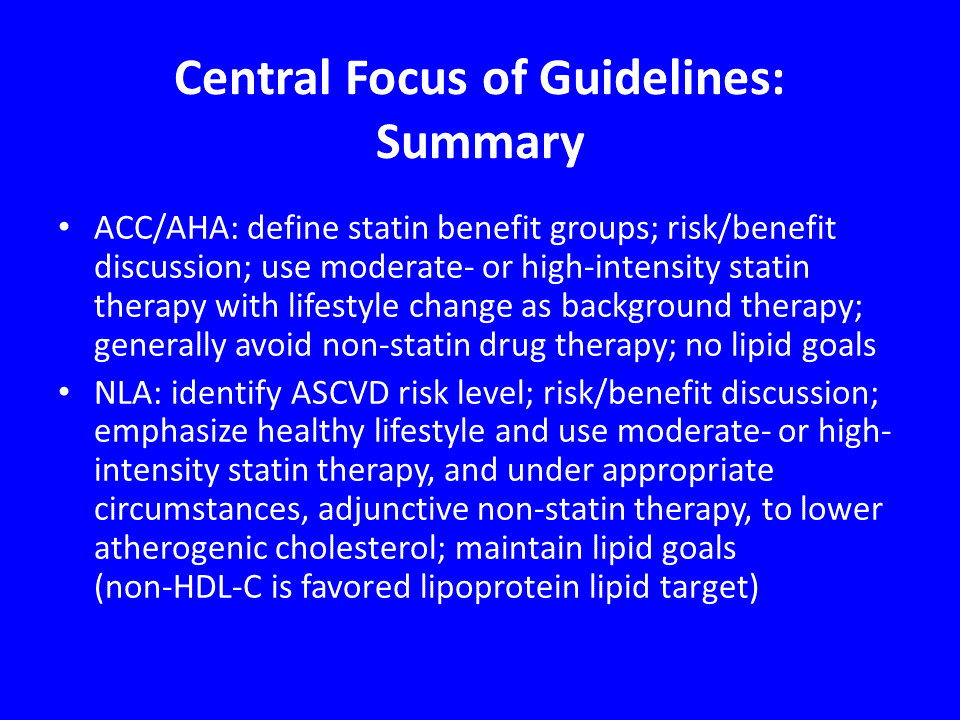 Central Focus of Guidelines:
Summary
• ACC/AHA: define statin benefit groups; risk/benefit
discussion; use moderate- or high-intensity statin
therapy with lifestyle change as background therapy;
generally avoid non-statin drug therapy; no lipid goals
• NLA: identify ASCVD risk level; risk/benefit discussion;
emphasize healthy lifestyle and use moderate- or high-
intensity statin therapy, and under appropriate
circumstances, adjunctive non-statin therapy, to lower
atherogenic cholesterol; maintain lipid goals
(non-HDL-C is favored lipoprotein lipid target)